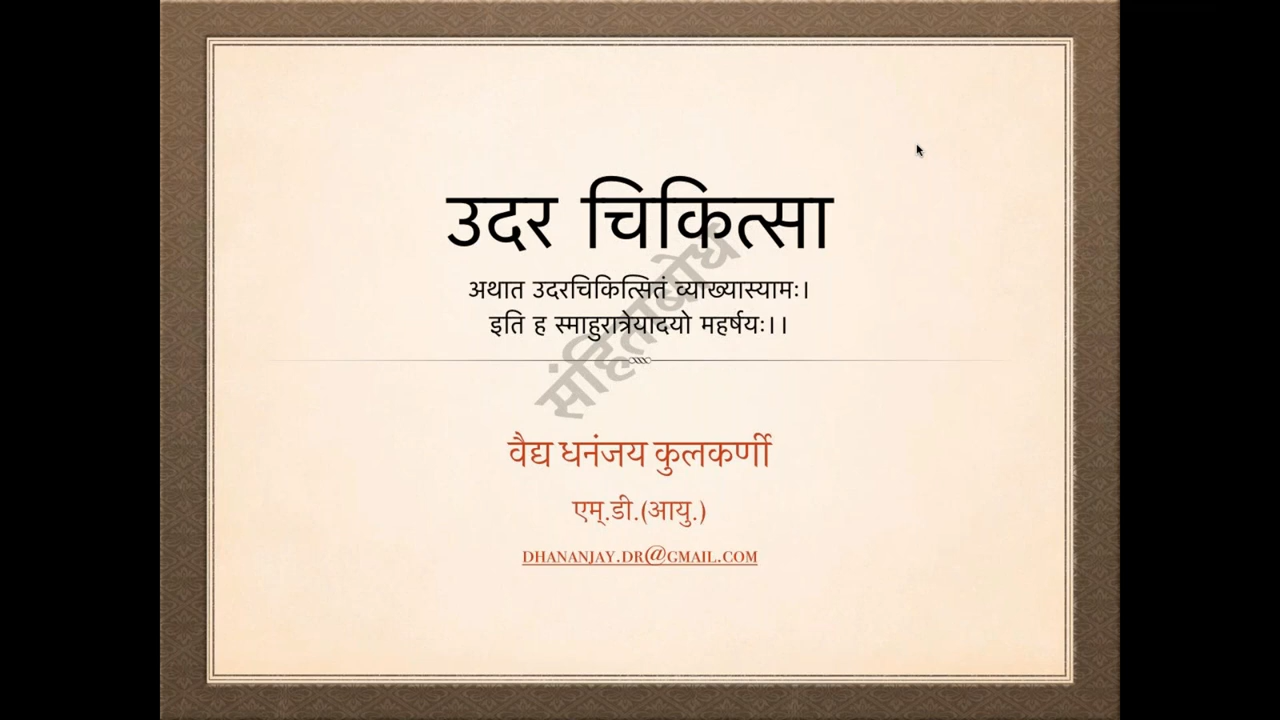 उदर चिकित्सा
अथात उदरचिकित्सितं व्याख्यास्यामः।
इति ह स्माहुरात्रेयादयो महर्षयः।।
संहिताबोध
वैद्य धनंजय कुलकर्णी
एम्.डी.(आयु.)
DHANANJAY.DR@GMAIL.COM